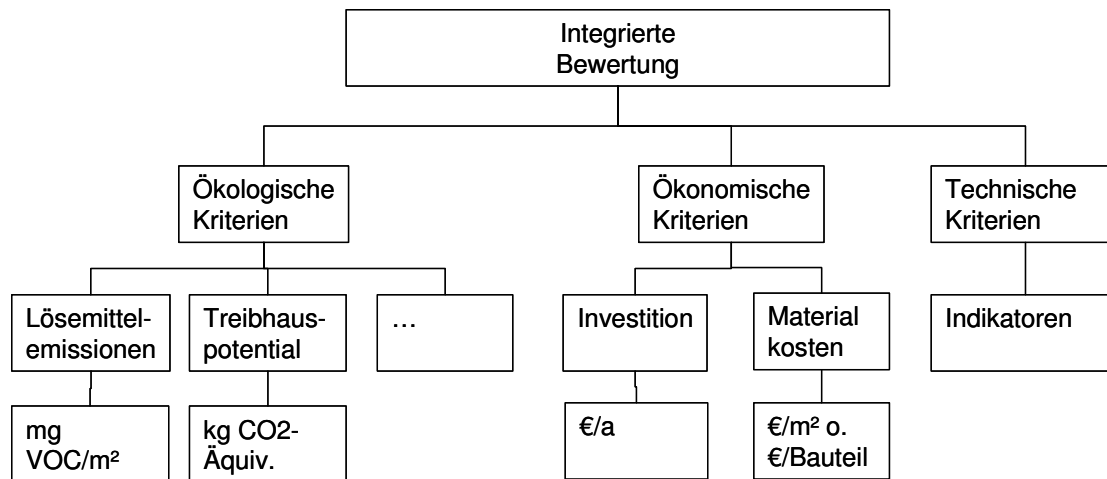 Integrierte
Bewertung
Ökologische
Kriterien
Ökonomische
Kriterien
Technische
Kriterien
Lösemittel-
emissionen
Treibhaus-
potential
...
Investition
Material
kosten
Indikatoren
mg
VOC/m²
kg CO2-
Äquiv.
€/a
€/m² o.
€/Bauteil